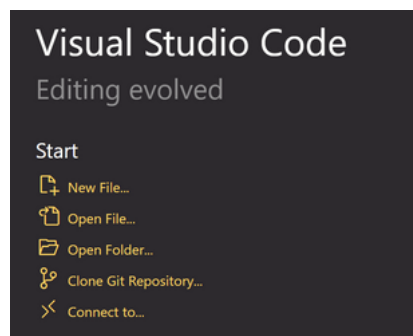 Visual Studio Code
Editing evolved
Start
New File...
Open File...
Open Folder...
Clone Git Repository...
Connect to...